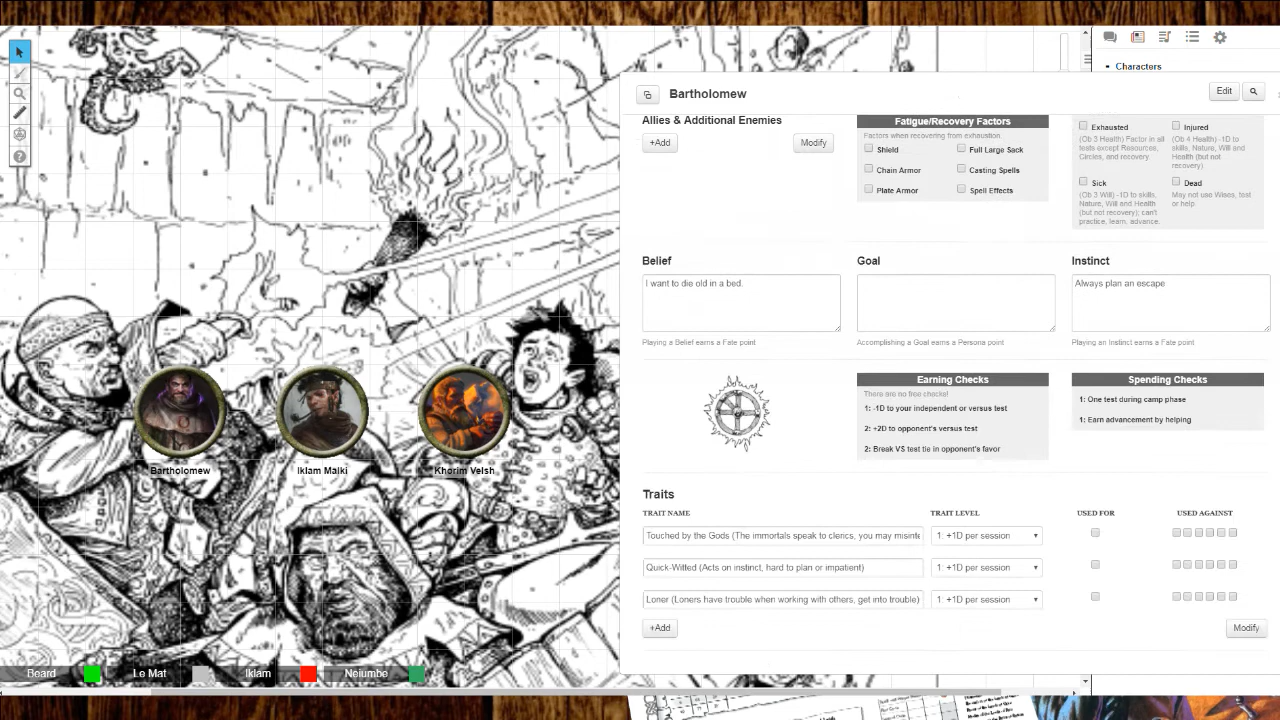 Characters
Bartholomew
Edit
Allies & Additional Enemies
+Add
Modify
Fatigue/Recovery Factors
Factors when recovering from exhaustion.
Shield
Full Large Sack
Chain Armor
Casting Spells
Plate Armor
Spell Effects
Exhausted
(Ob 3 Health) Factor in all
tests except Resources,
Circles, and recovery
Injured
(Ob 4 Health) -1D to
skills, Nature, Will and
Health (but not
recovery)
Sick
(Ob 3 Will) -1D to skills,
Nature, Will and Health
(but not recovery); can't
practice, learn, advance.
Dead
May not use Wises, test
or help
Belief
Goal
Instinct
I want to die old in a bed.
Always plan an escape
Playing a Belief earns a Fate point
Accomplishing a Goal earns a Persona point
Playing an Instinct earns a Fate point
Earning Checks
There are no free checks!
1: -1D to your independent or versus test
2: +2D to opponent's versus test
2: Break VS test tie in opponent's favor
Spending Checks
1: One test during camp phase
1: Earn advancement by helping
Traits
TRAIT NAME
TRAIT LEVEL
USED FOR
USED AGAINST
Touched by the Gods (The immortals speak to clerics, you may misinte
1: +1D per session
Quick-Witted (Acts on instinct, hard to plan or impatient)
1: +1D per session
Loner (Loners have trouble when working with others, get into trouble)
1: +1D per session
+Add
Modify
Bartholomew
Iklam Malki
Khorim Velsh
Beard
Le Mat
Iklam
Neiumbe